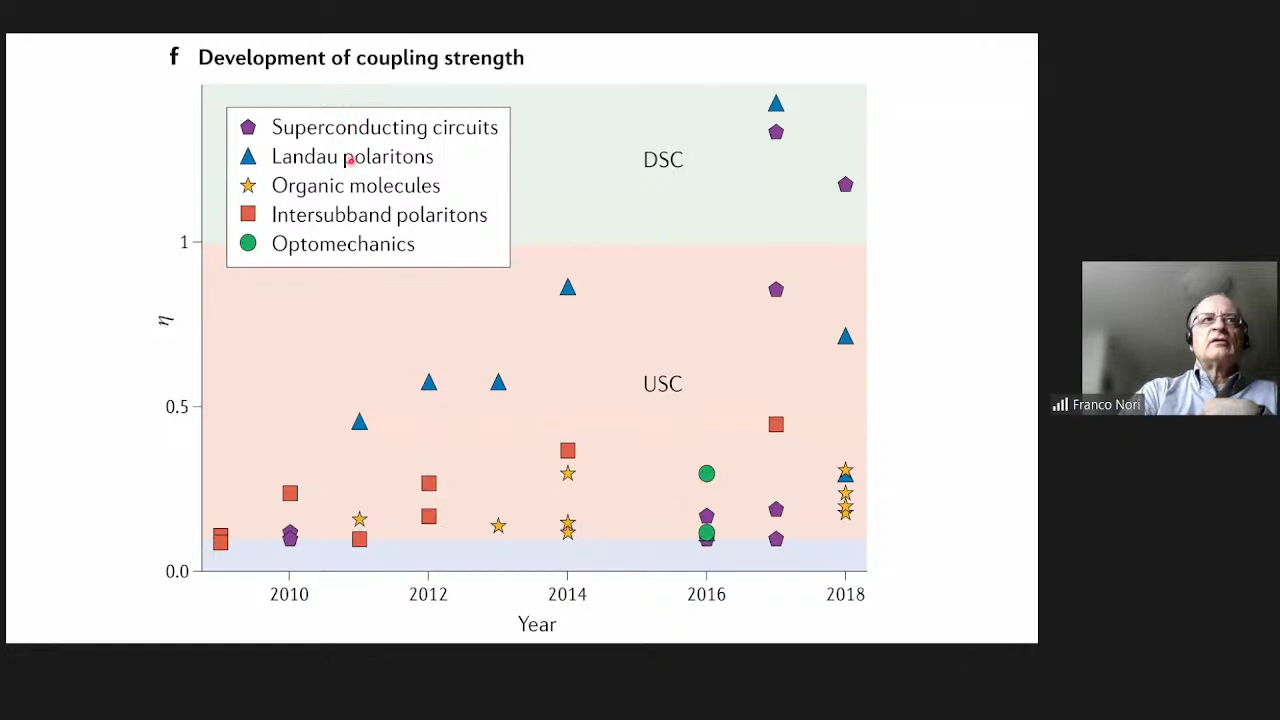 f Development of coupling strength
Superconducting circuits
Landau polaritons
Organic molecules
Intersubband polaritons
Optomechanics
DSC
USC
1
0.5
0.0
η
2010 2012 2014 2016 2018
Year
Franco Nori